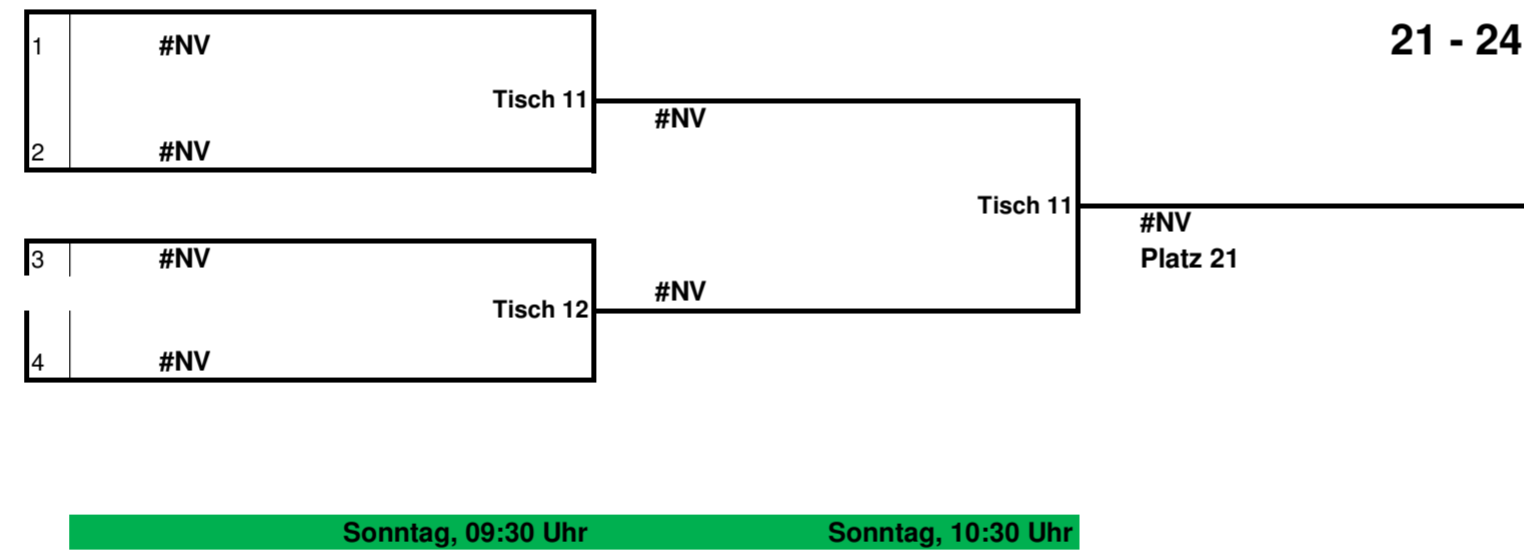 21 - 24
1 #NV
Tisch 11
#NV
2 #NV
Tisch 11
#NV
3 #NV
Platz 21
#NV
Tisch 12
4 #NV
Sonntag, 09:30 Uhr Sonntag, 10:30 Uhr